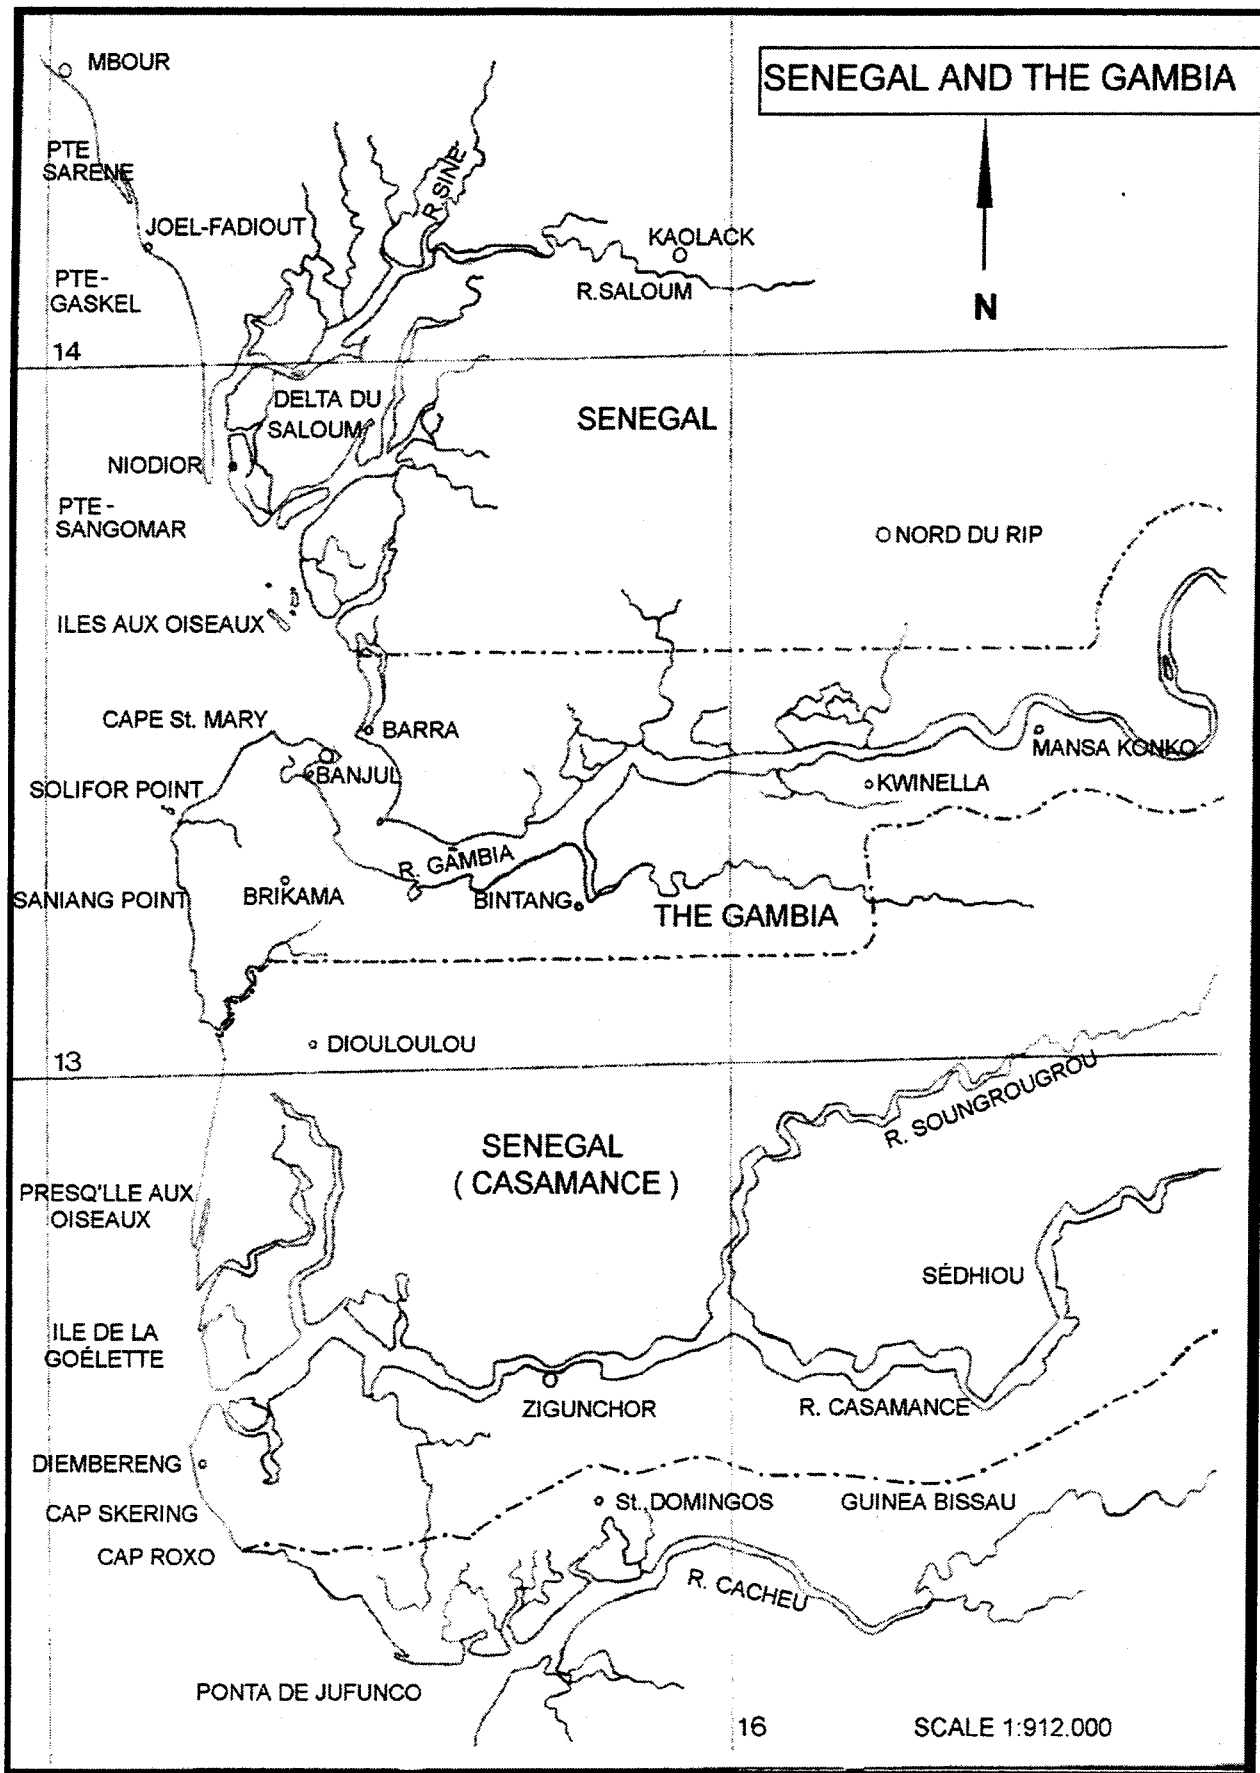 MBOUR
SENEGAL AND THE GAMBIA
PTE
SARENE
R. SINE
JOEL-FADIOUT
KAOLACK
PTE-
GASKEL
R.SALOUM
N
14
DELTA DU
SALOUM
SENEGAL
NIODIOR
PTE-
SANGOMAR
NORD DU RIP
ILES AUX OISEAUX
CAPE St. MARY
BARRA
MANSA KONKO
BANJUL
SOLIFOR POINT
KWINELLA
R. GAMBIA
SANIANG POINT
BRIKAMA
BINTANG
THE GAMBIA
DIOULOULOU
13
R. SOUNGROUGROU
SENEGAL
( CASAMANCE )
PRESQ'LLE AUX
OISEAUX
SÉDHIOU
ILE DE LA
GOÉLETTE
ZIGUNCHOR
R. CASAMANCE
DIEMBERENG
St. DOMINGOS
GUINEA BISSAU
CAP SKERING
CAP ROXO
R. CACHEU
PONTA DE JUFUNCO
16
SCALE 1:912.000